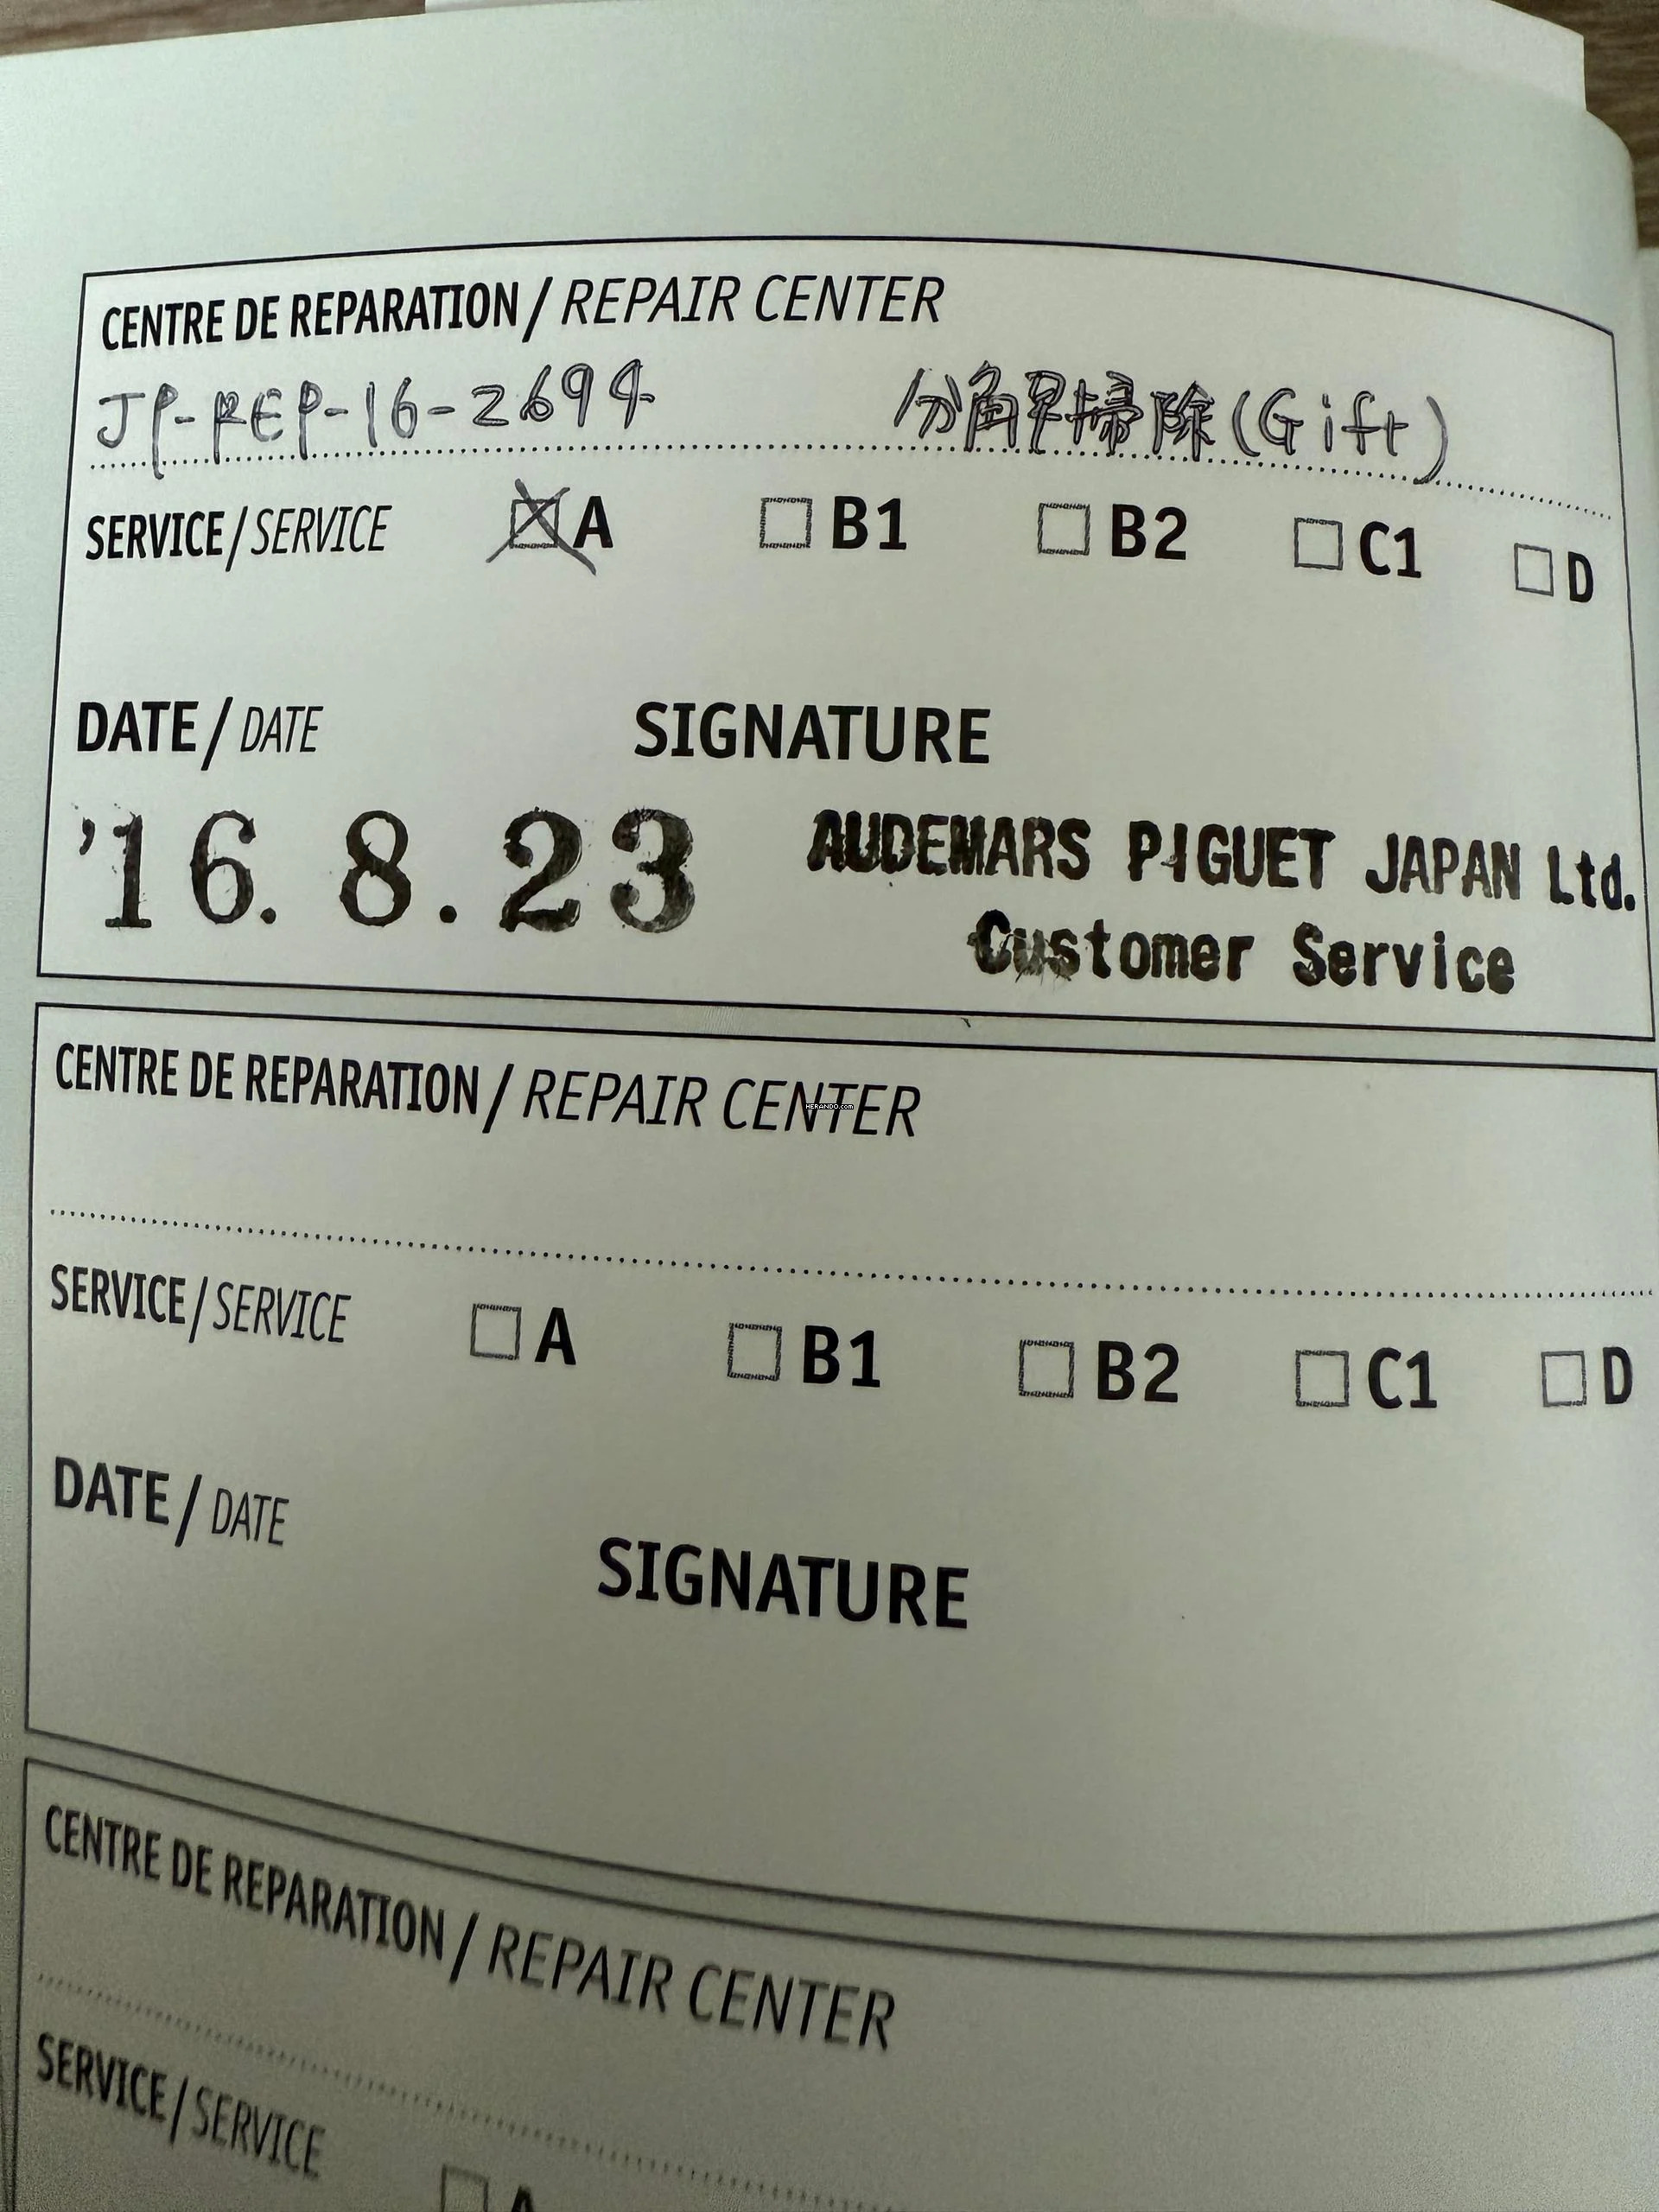 CENTRE DE REPARATION / REPAIR CENTER
JP-REP-16-2694 分解掃除(Gift)
SERVICE / SERVICE A B1 B2 C1 D
DATE / DATE SIGNATURE
'16. 8. 23 AUDEMARS PIGUET JAPAN Ltd.
Customer Service
CENTRE DE REPARATION / REPAIR CENTER
HERANDO.com
SERVICE / SERVICE A B1 B2 C1 D
DATE / DATE
SIGNATURE
CENTRE DE REPARATION / REPAIR CENTER
SERVICE / SERVICE A